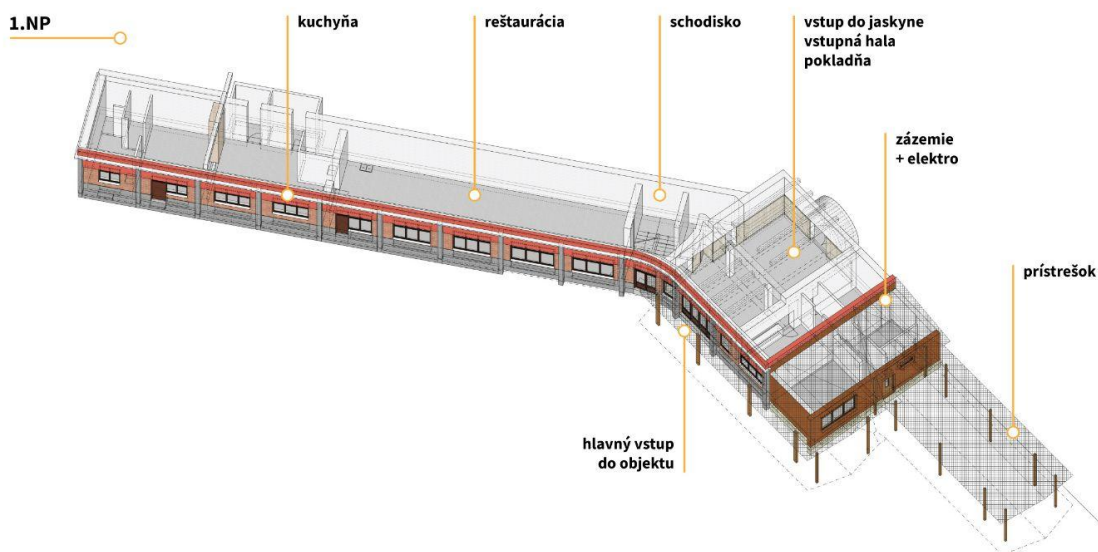 1.NP
kuchyňa
reštaurácia
schodisko
vstup do jaskyne
vstupná hala
pokladňa
zázemie
+ elektro
prístrešok
hlavný vstup
do objektu